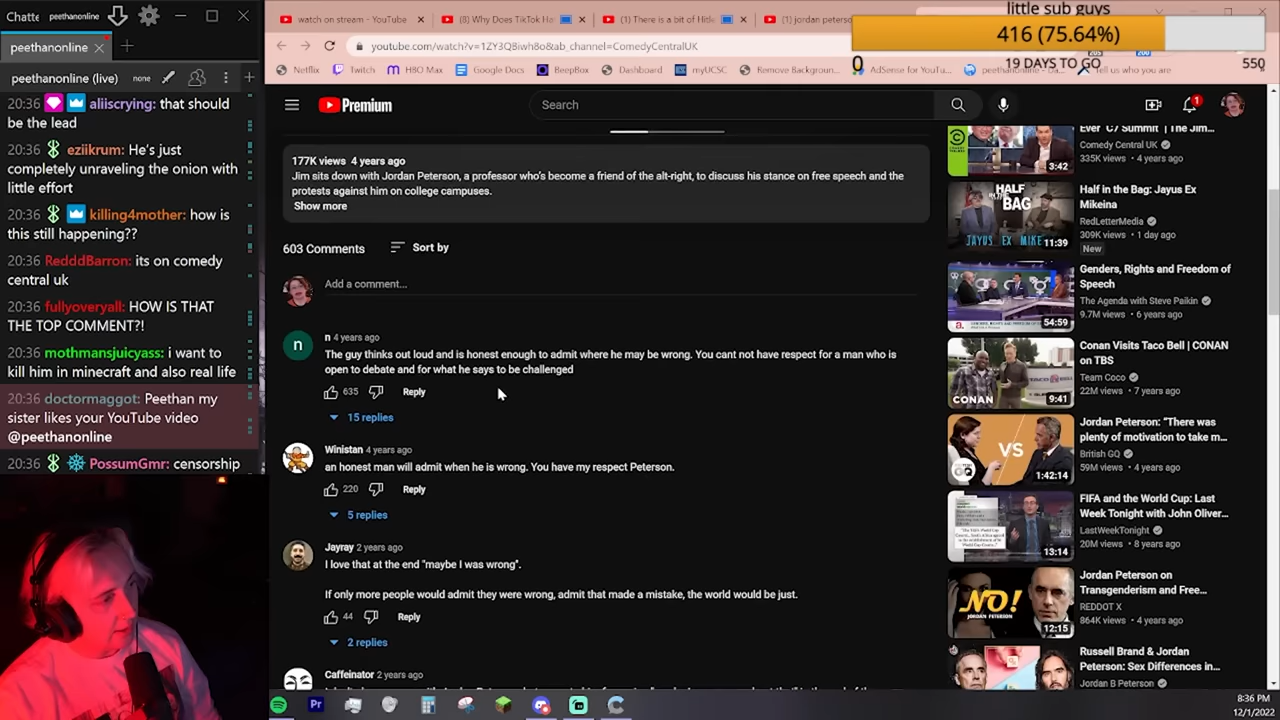 Chatte
peethanonline
peethanonline
peethanonline (live)
none
20:36 aliiscrying: that should
be the lead
20:36 eziikrum: He's just
completely unraveling the onion with
little effort
20:36 killing4mother: how is
this still happening??
20:36 RedddBarron: its on comedy
central uk
20:36 fullyoveryall: HOW IS THAT
THE TOP COMMENT?!
20:36 mothmansjuicyass: i want to
kill him in minecraft and also real life
20:36 doctormaggot: Peethan my
sister likes your YouTube video
@peethanonline
20:36 PossumGmr: censorship
watch on stream - YouTube
(8) Why Does TikTok Ha
(1) There is a bit of Hitle
(1) jordan peterso
youtube.com/watch?v=1ZY3QBiwh8o&ab_channel=ComedyCentralUK
Netflix
Twitch
HBO Max
Google Docs
BeepBox
Dashboard
myUCSC
Remove Backgroun...
AdSense for YouTu...
Tell us who you are
little sub guys
416 (75.64%)
0
19 DAYS TO GO
550
Premium
Search
1
177K views 4 years ago
Jim sits down with Jordan Peterson, a professor who's become a friend of the alt-right, to discuss his stance on free speech and the
protests against him on college campuses.
Show more
603 Comments
Sort by
Add a comment...
n 4 years ago
The guy thinks out loud and is honest enough to admit where he may be wrong. You cant not have respect for a man who is
open to debate and for what he says to be challenged
Reply
15 replies
Winistan 4 years ago
an honest man will admit when he is wrong. You have my respect Peterson.
220
Reply
5 replies
Jayray 2 years ago
at the end "maybe I was wrong".
If only more people would admit they were wrong, admit that made a mistake, the world would be just.
44
Reply
2 replies
Caffeinator 2 years ago
Ever 'C7 Summit' | The Jim...
Comedy Central UK
335K views • 4 years ago
3:42
HALF
IN THE
BAG
JAYUS EX MIKE
11:39
Half in the Bag: Jayus Ex
Mikeina
RedLetterMedia
309K views • 1 day ago
New
54:59
Genders, Rights and Freedom of
Speech
The Agenda with Steve Paikin
9.7M views • 6 years ago
CONAN
9:41
Conan Visits Taco Bell | CONAN
on TBS
Team Coco
22M views • 7 years ago
VS
GQ
1:42:14
Jordan Peterson: "There was
plenty of motivation to take m...
British GQ
59M views • 4 years ago
13:14
FIFA and the World Cup: Last
Week Tonight with John Oliver...
LastWeekTonight
20M views • 8 years ago
NO!
JORDAN PETERSON
12:15
Jordan Peterson on
Transgenderism and Free...
REDDOT X
864K views • 4 years ago
Russell Brand & Jordan
Peterson: Sex Differences in...
Jordan B Peterson
8:36 PM
12/1/2022